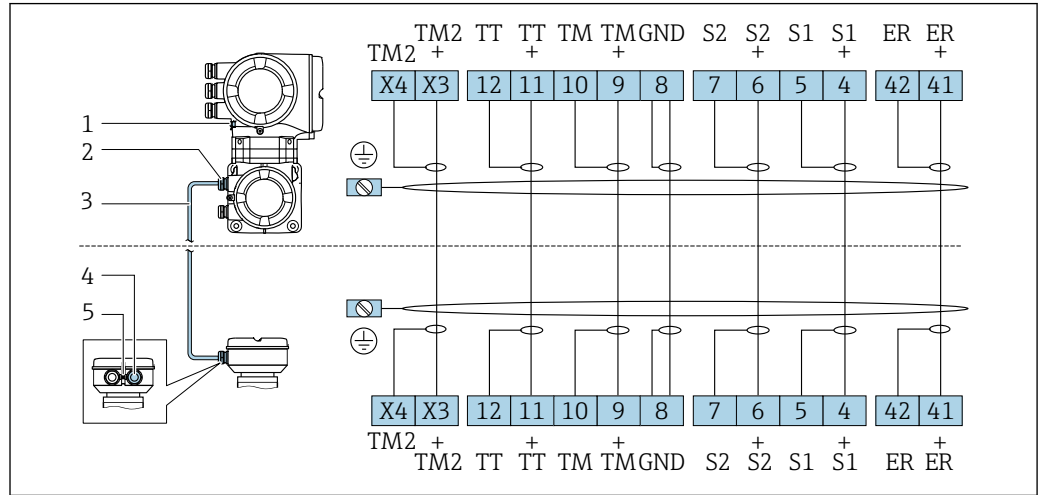 TM2 TT TT TM TM GND S2 S2 S1 S1 ER ER
TM2 + + + + + +
X4 X3 12 11 10 9 8 7 6 5 4 42 41
1
2
3
4
5
X4 X3 12 11 10 9 8 7 6 5 4 42 41
TM2 + + + + + +
TM2 TT TT TM TM GND S2 S2 S1 S1 ER ER